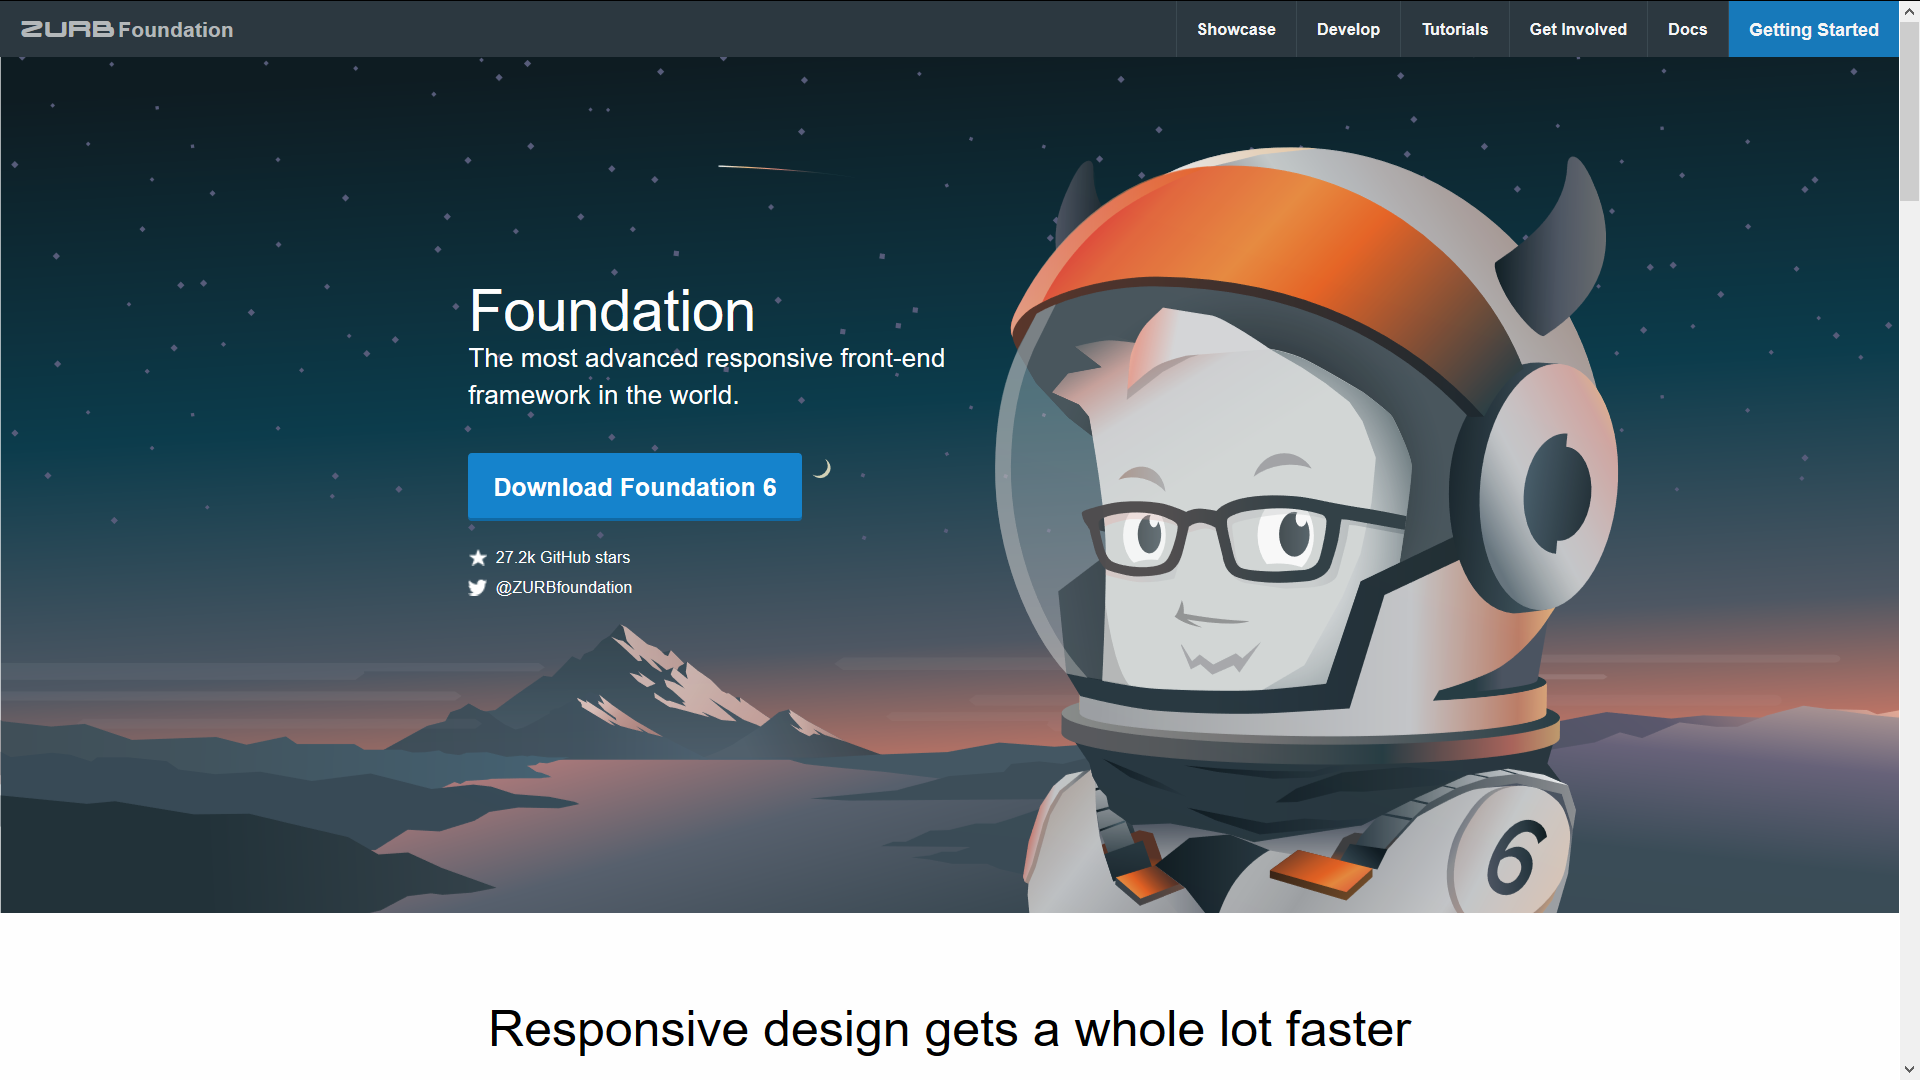 ZURB Foundation
Showcase
Develop
Tutorials
Get Involved
Docs
Getting Started
Foundation
The most advanced responsive front-end
framework in the world.
Download Foundation 6
27.2k GitHub stars
@ZURBfoundation
6
Responsive design gets a whole lot faster